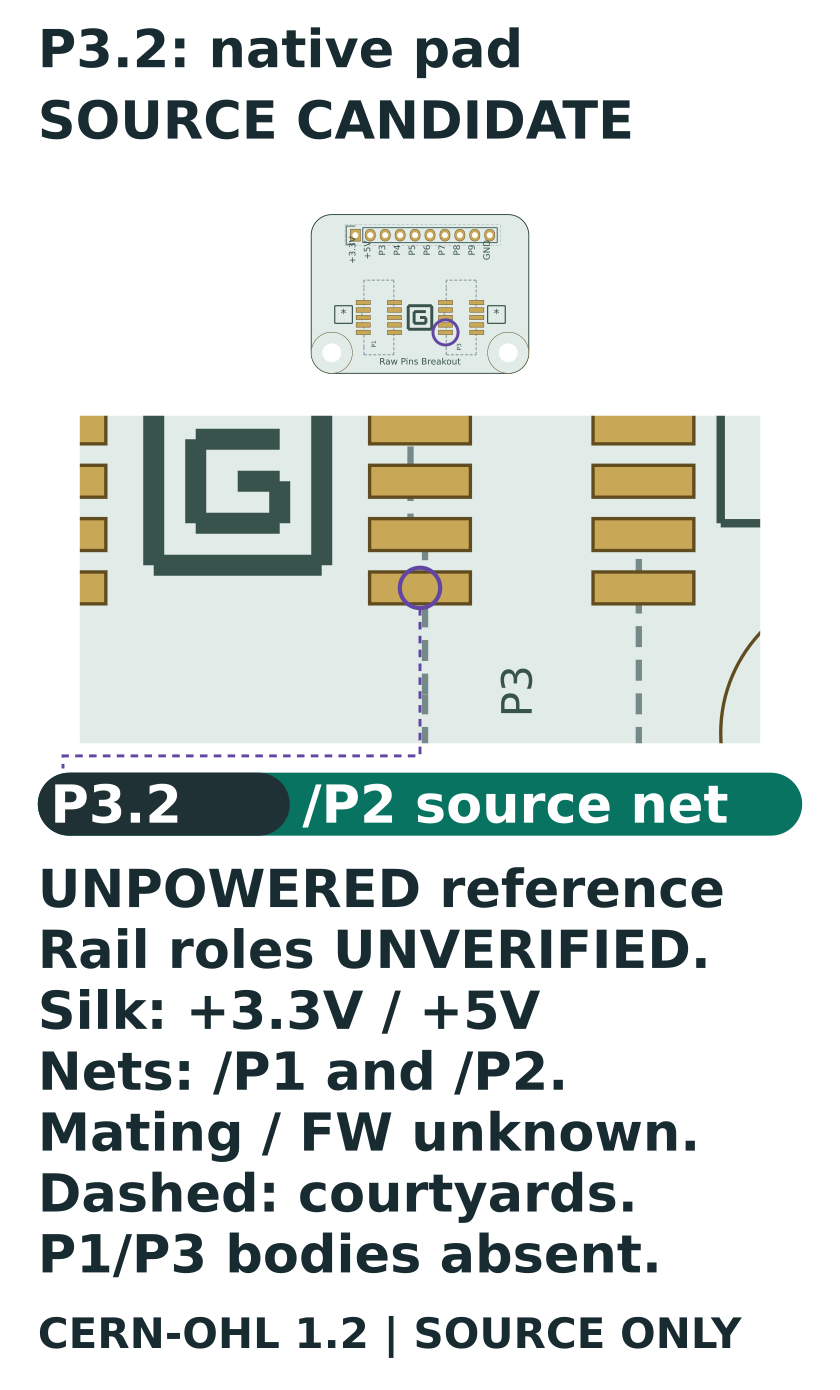 P3.2: native pad
SOURCE CANDIDATE
+3.3V +5V P3 P4 P5 P6 P7 P8 P9 GND
* G *
P1 P3
Raw Pins Breakout
G
P3
P3.2 /P2 source net
UNPOWERED reference
Rail roles UNVERIFIED.
Silk: +3.3V / +5V
Nets: /P1 and /P2.
Mating / FW unknown.
Dashed: courtyards.
P1/P3 bodies absent.
CERN-OHL 1.2 | SOURCE ONLY